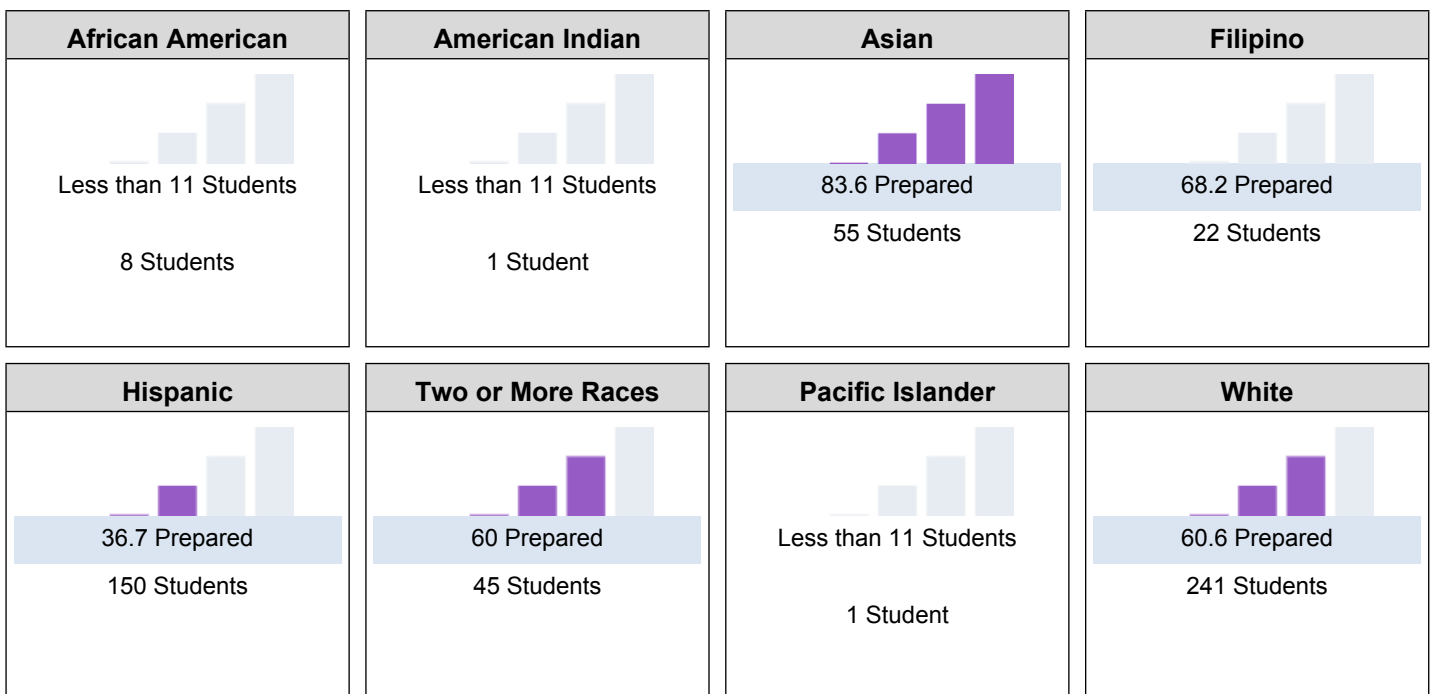 African American
Less than 11 Students
8 Students
American Indian
Less than 11 Students
1 Student
Asian
83.6 Prepared
55 Students
Filipino
68.2 Prepared
22 Students
Hispanic
36.7 Prepared
150 Students
Two or More Races
60 Prepared
45 Students
Pacific Islander
Less than 11 Students
1 Student
White
60.6 Prepared
241 Students